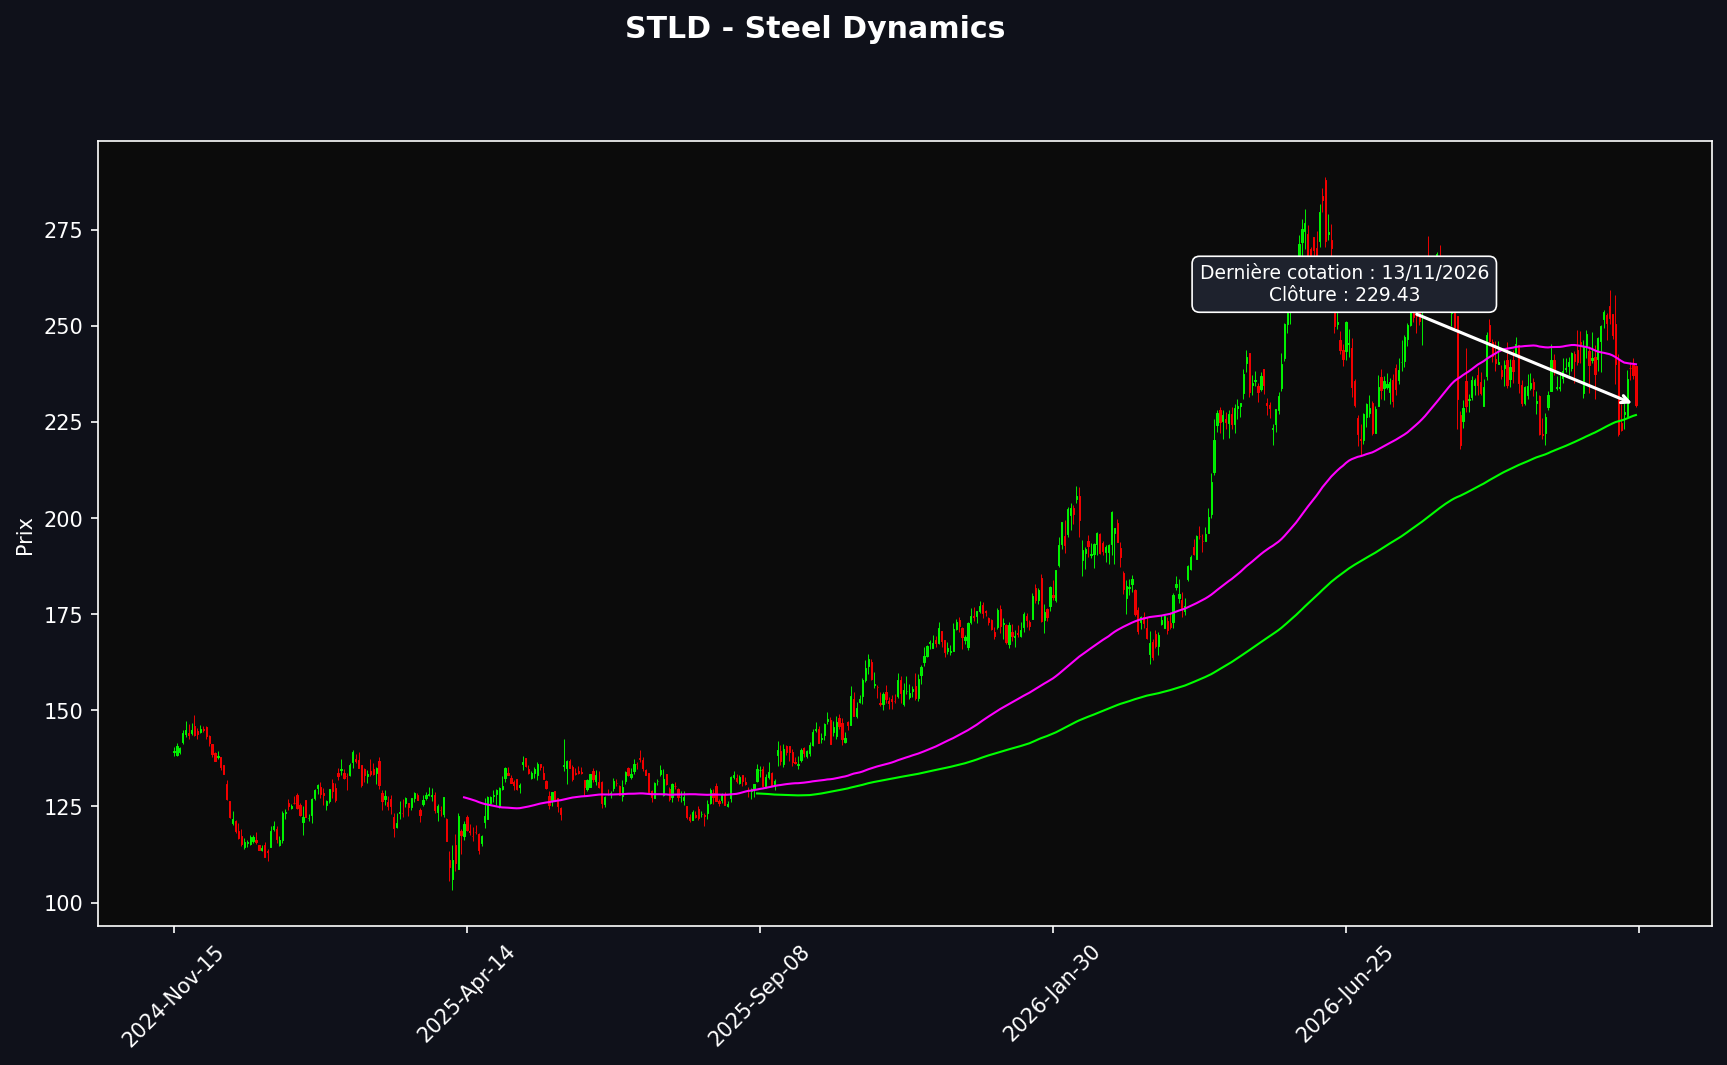 STLD - Steel Dynamics
Dernière cotation : 13/11/2026
Clôture : 229.43
Prix
275
250
225
200
175
150
125
100
2024-Nov-15
2025-Apr-14
2025-Sep-08
2026-Jan-30
2026-Jun-25